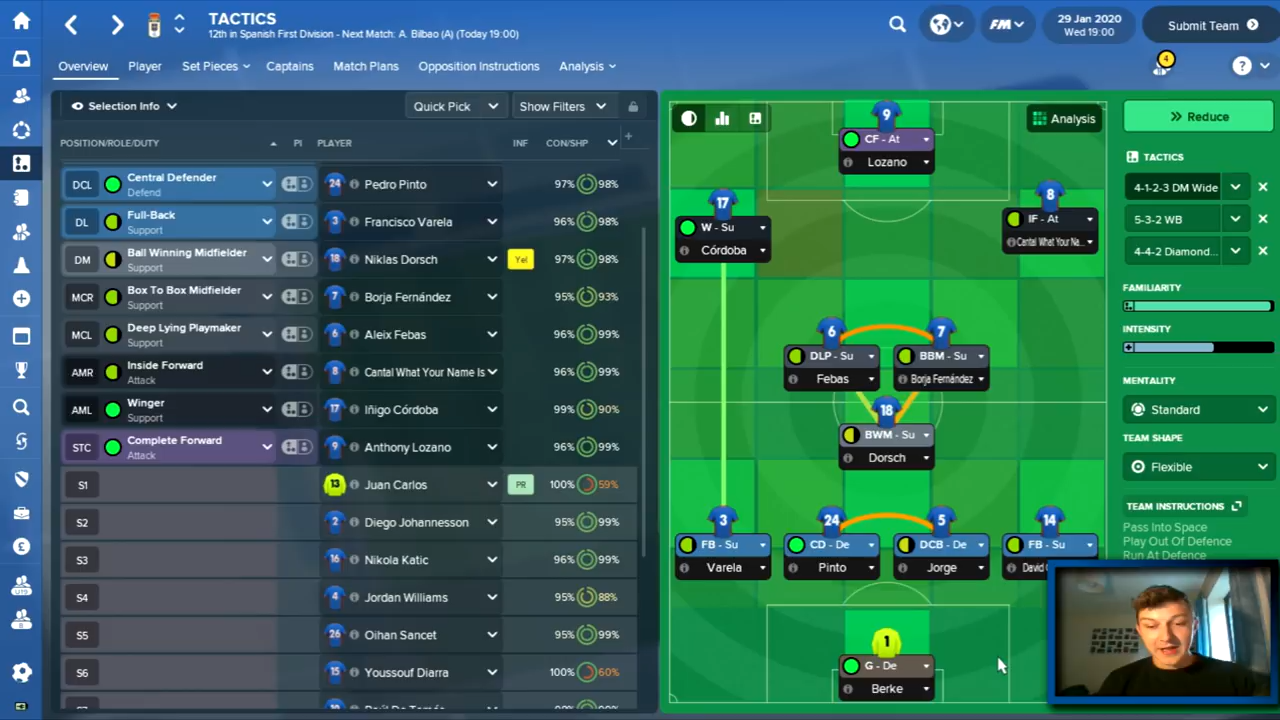 TACTICS
12th in Spanish First Division - Next Match: A. Bilbao (A) (Today 19:00)
FM
29 Jan 2020
Wed 19:00
Submit Team
Overview
Player
Set Pieces
Captains
Match Plans
Opposition Instructions
Analysis
4
?
Selection Info
Quick Pick
Show Filters
POSITION/ROLE/DUTY
PI
PLAYER
INF
CON/SHP
DCL
Central Defender
Defend
24
Pedro Pinto
97%
98%
DL
Full-Back
Support
3
Francisco Varela
96%
98%
DM
Ball Winning Midfielder
Support
18
Niklas Dorsch
Yel
97%
98%
MCR
Box To Box Midfielder
Support
7
Borja Fernández
95%
93%
MCL
Deep Lying Playmaker
Support
6
Aleix Febas
96%
99%
AMR
Inside Forward
Attack
8
Cantal What Your Name Is
96%
99%
AML
Winger
Support
17
Iñigo Córdoba
99%
90%
STC
Complete Forward
Attack
9
Anthony Lozano
96%
99%
S1
13
Juan Carlos
PR
100%
59%
S2
2
Diego Johannesson
95%
99%
S3
16
Nikola Katic
96%
99%
S4
4
Jordan Williams
95%
88%
S5
26
Oihan Sancet
95%
99%
S6
15
Youssouf Diarra
100%
60%
Analysis
9
CF - At
Lozano
17
W - Su
Córdoba
8
IF - At
Cantal What Your Na...
6
DLP - Su
Febas
7
BBM - Su
Borja Fernández
18
BWM - Su
Dorsch
3
FB - Su
Varela
24
CD - De
Pinto
5
DCB - De
Jorge
14
FB - Su
1
G - De
Berke
Reduce
TACTICS
4-1-2-3 DM Wide
5-3-2 WB
4-4-2 Diamond...
FAMILIARITY
INTENSITY
MENTALITY
Standard
TEAM SHAPE
Flexible
TEAM INSTRUCTIONS
Pass Into Space
Play Out Of Defence
Run At Defence